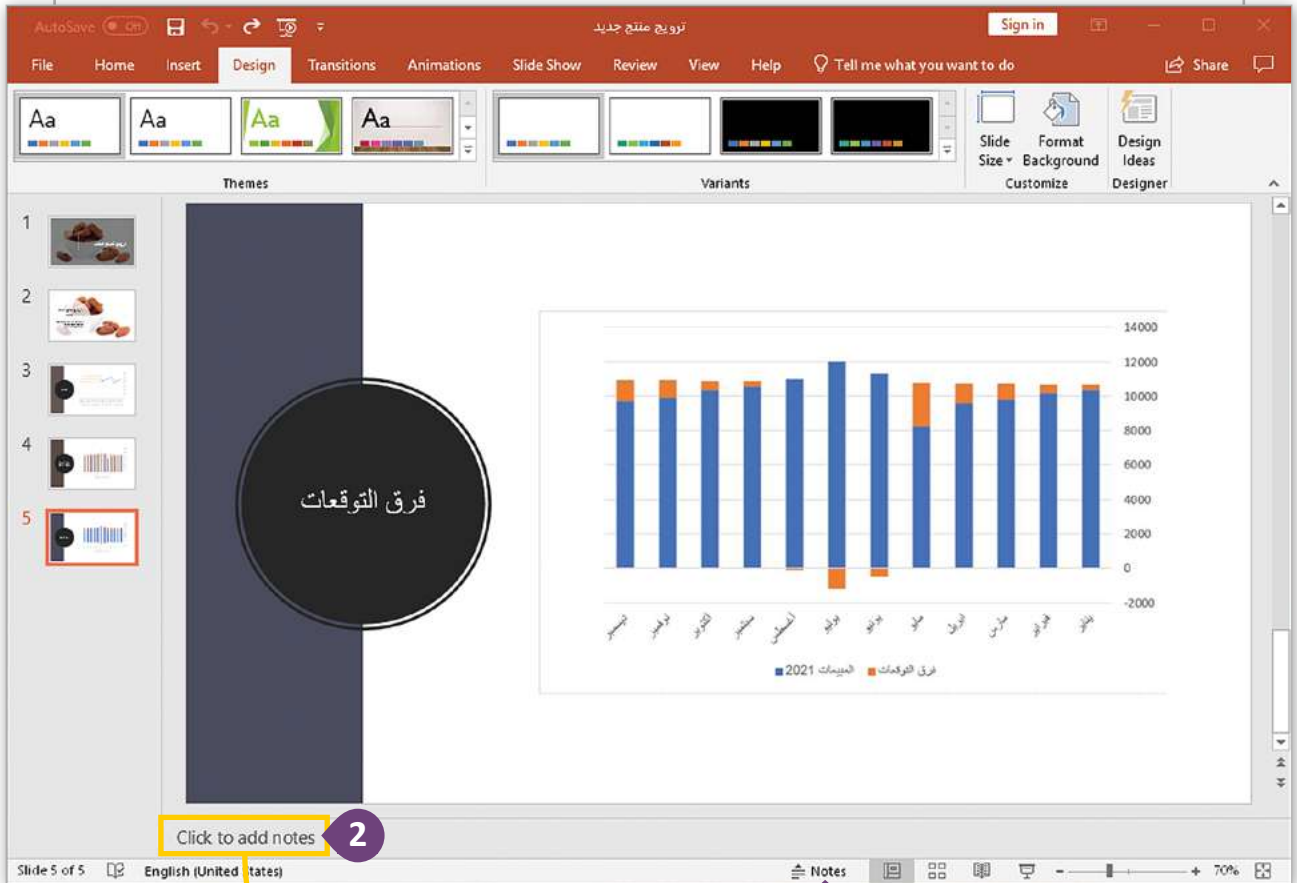 AutoSave Off
ترويج منتج جديد
Sign in
File Home Insert Design Transitions Animations Slide Show Review View Help Tell me what you want to do Share
Aa Aa Aa Aa
Slide Size Format Background Design Ideas
Themes Variants Customize Designer
1
2
3
4
5
فرق التوقعات
14000
12000
10000
8000
6000
4000
2000
0
-2000
يناير فبراير مارس ابريل مايو يونيو يوليو أغسطس سبتمبر اكتوبر نوفمبر ديسمبر
فرق التوقعات المبيعات 2021
Click to add notes 2
Slide 5 of 5 English (United States) Notes 70%